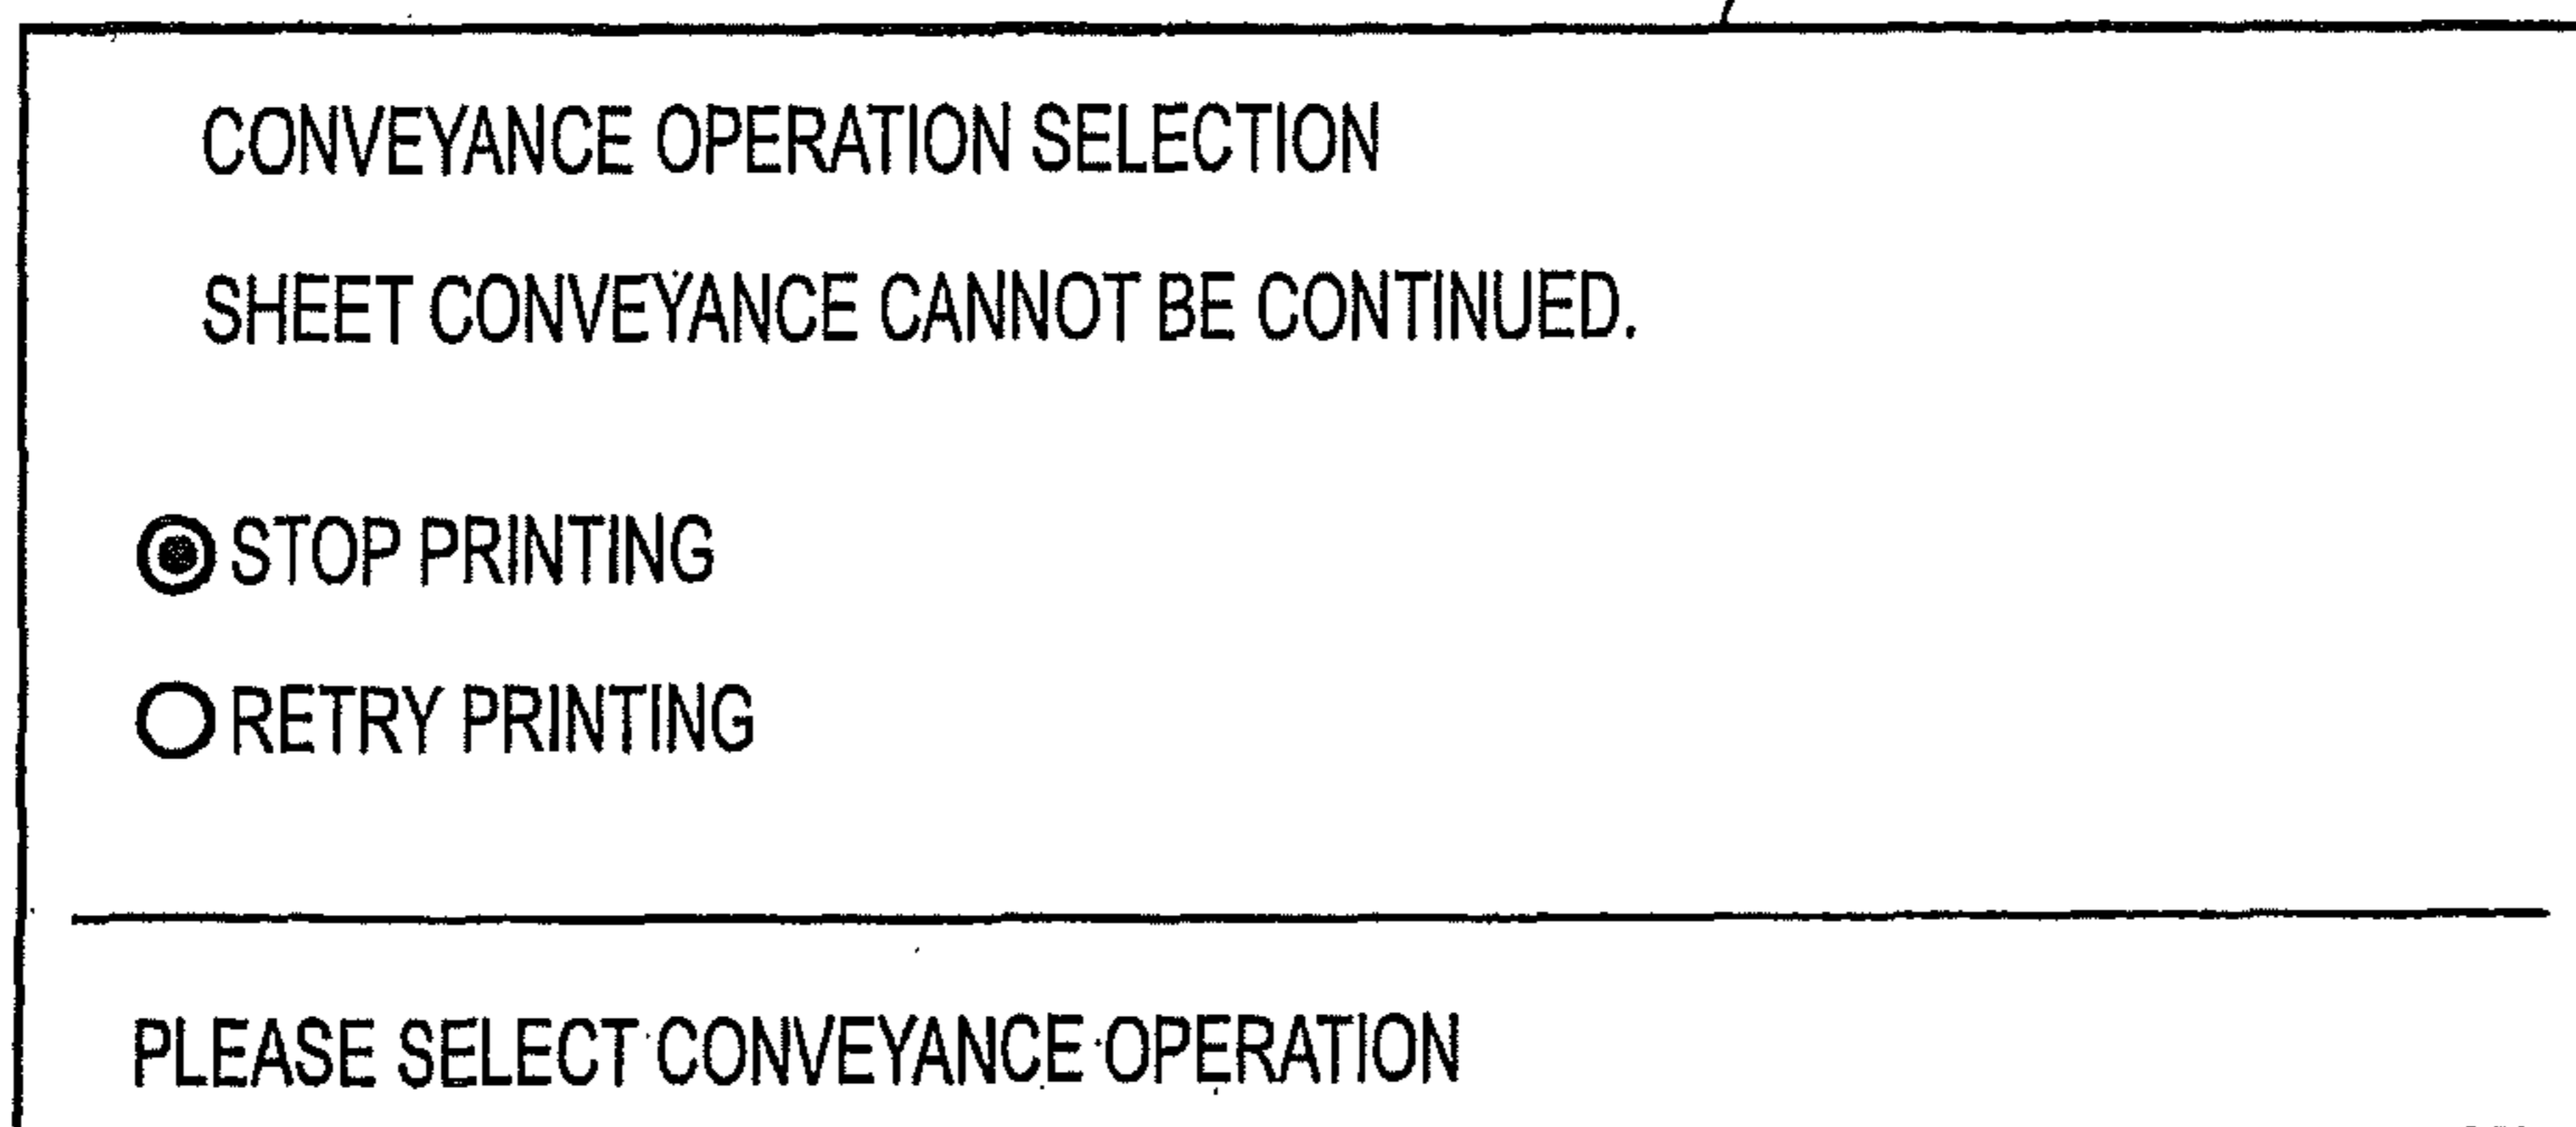 CONVEYANCE OPERATION SELECTION
SHEET CONVEYANCE CANNOT BE CONTINUED.
STOP PRINTING
RETRY PRINTING
PLEASE SELECT CONVEYANCE OPERATION